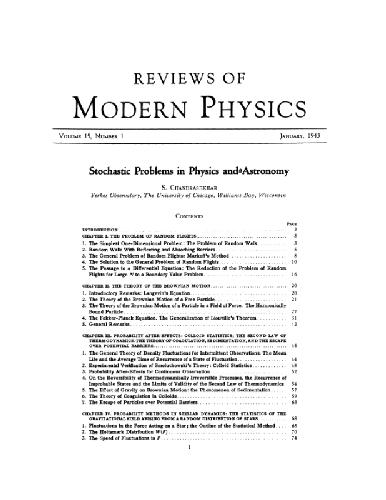 REVIEWS OF
MODERN PHYSICS
VOLUME 15, NUMBER 1 JANUARY, 1943
Stochastic Problems in Physics and Astronomy
S. CHANDRASEKHAR
Yerkes Observatory, The University of Chicago, Williams Bay, Wisconsin
CONTENTS
PAGE
INTRODUCTION
CHAPTER I. THE PROBLEM OF RANDOM FLIGHTS
1. The Simplest One-Dimensional Problem: The Problem of Random Walk
2. Random Walks With Reflecting and Absorbing Barriers
3. The General Problem of Random Flights: Markoff's Method
4. The Solution to the General Problem of Random Flights
5. The Passage to a Differential Equation: The Reduction of the Problem of Random
Flights for Large N to a Boundary Value Problem 16
CHAPTER II. THE THEORY OF THE BROWNIAN MOTION 20
1. Introductory Remarks: Langevin's Equation 20
2. The Theory of the Brownian Motion of a Free Particle 21
3. The Theory of the Brownian Motion of a Particle in a Field of Force. The Harmonically
Bound Particle 27
4. The Fokker-Planck Equation. The Generalization of Liouville's Theorem 31
5. General Remarks
CHAPTER III. PROBABILITY AFTER-EFFECTS: COLLOID STATISTICS; THE SECOND LAW OF
THERMODYNAMICS. THE THEORY OF COAGULATION, SEDIMENTATION, AND THE ESCAPE
OVER POTENTIAL BARRIERS
1. The General Theory of Density Fluctuations for Intermittent Observations. The Mean
Life and the Average Time of Recurrence of a State of Fluctuation
2. Experimental Verification of Smoluchowski's Theory: Colloid Statistics
3. Probability After-Effects for Continuous Observation
4. On the Reversibility of Thermodynamically Irreversible Processes, the Recurrence of
Improbable States and the Limits of Validity of the Second Law of Thermodynamics 54
5. The Effect of Gravity on Brownian Motion: the Phenomenon of Sedimentation 57
6. The Theory of Coagulation in Colloids 59
7. The Escape of Particles over Potential Barriers
CHAPTER IV. PROBABILITY METHODS IN STELLAR DYNAMICS: THE STATISTICS OF THE
GRAVITATIONAL FIELD ARISING FROM A RANDOM DISTRIBUTION OF STARS 68
1. Fluctuations in the Force Acting on a Star; the Outline of the Statistical Method 68
2. The Holtsmark Distribution W(F) 70
3. The Speed of Fluctuations in F
1